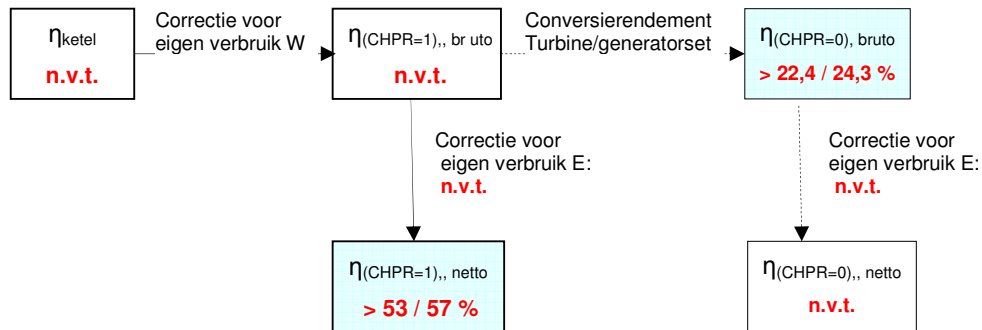 ηketel
n.v.t.
Correctie voor
eigen verbruik W
η(CHPR=1),, br uto
n.v.t.
Conversierendement
Turbine/generatorset
η(CHPR=0), bruto
> 22,4 / 24,3 %
Correctie voor
eigen verbruik E:
n.v.t.
Correctie voor
eigen verbruik E:
n.v.t.
η(CHPR=1),, netto
> 53 / 57 %
η(CHPR=0),, netto
n.v.t.